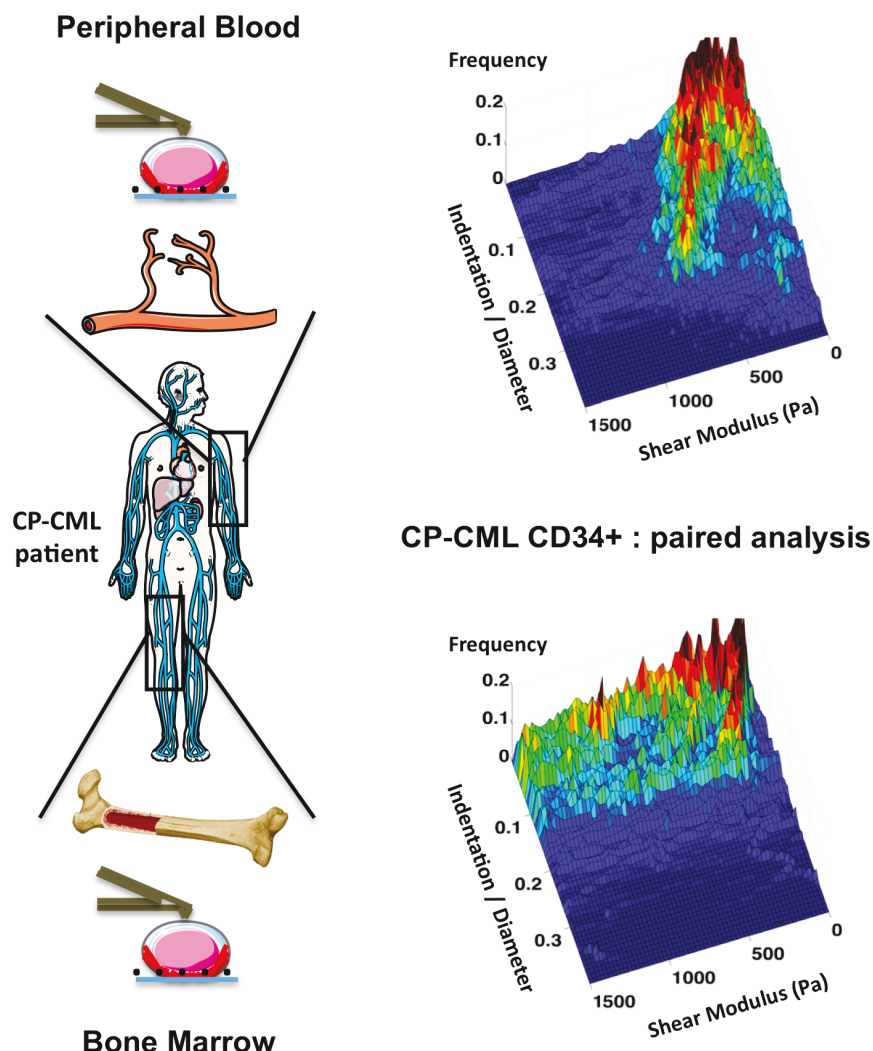 Peripheral Blood
Frequency
0.2
0.1
0
0.1
0.2
0.3
Indentation / Diameter
1500
1000
500
0
Shear Modulus (Pa)
CP-CML
patient
CP-CML CD34+ : paired analysis
Frequency
0.2
0.1
0
0.1
0.2
0.3
Indentation / Diameter
1500
1000
500
0
Shear Modulus (Pa)
Bone Marrow